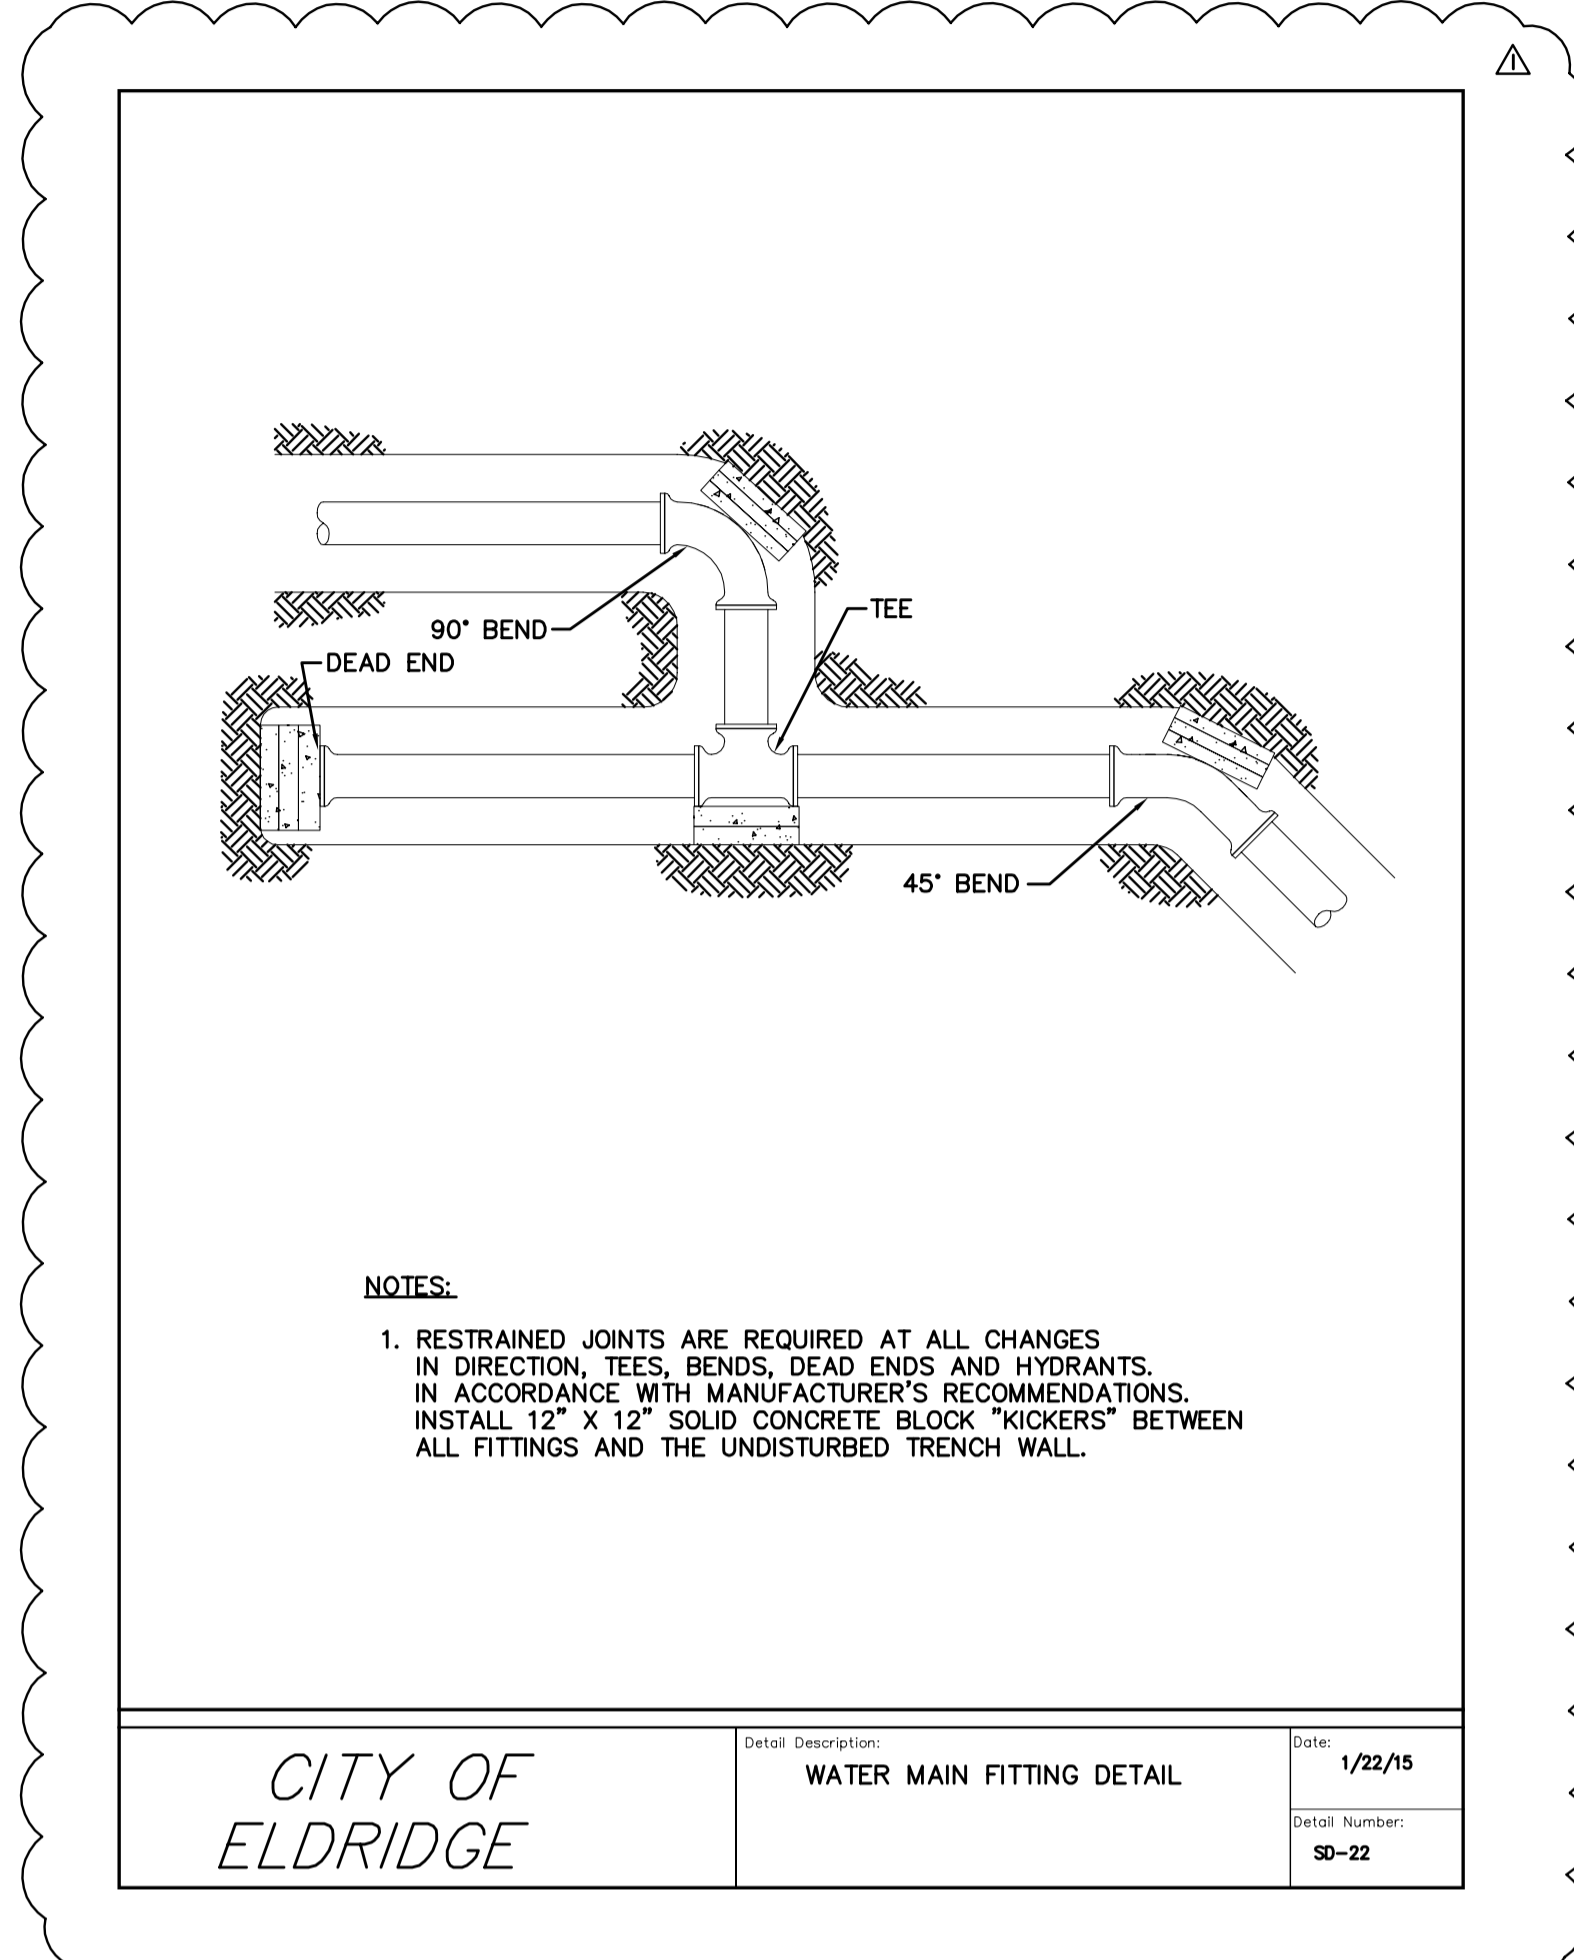 1
90° BEND
TEE
DEAD END
45° BEND
NOTES:
1. RESTRAINED JOINTS ARE REQUIRED AT ALL CHANGES
IN DIRECTION, TEES, BENDS, DEAD ENDS AND HYDRANTS.
IN ACCORDANCE WITH MANUFACTURER'S RECOMMENDATIONS.
INSTALL 12" X 12" SOLID CONCRETE BLOCK "KICKERS" BETWEEN
ALL FITTINGS AND THE UNDISTURBED TRENCH WALL.
CITY OF
ELDRIDGE
Detail Description:
WATER MAIN FITTING DETAIL
Date:
1/22/15
Detail Number:
SD-22